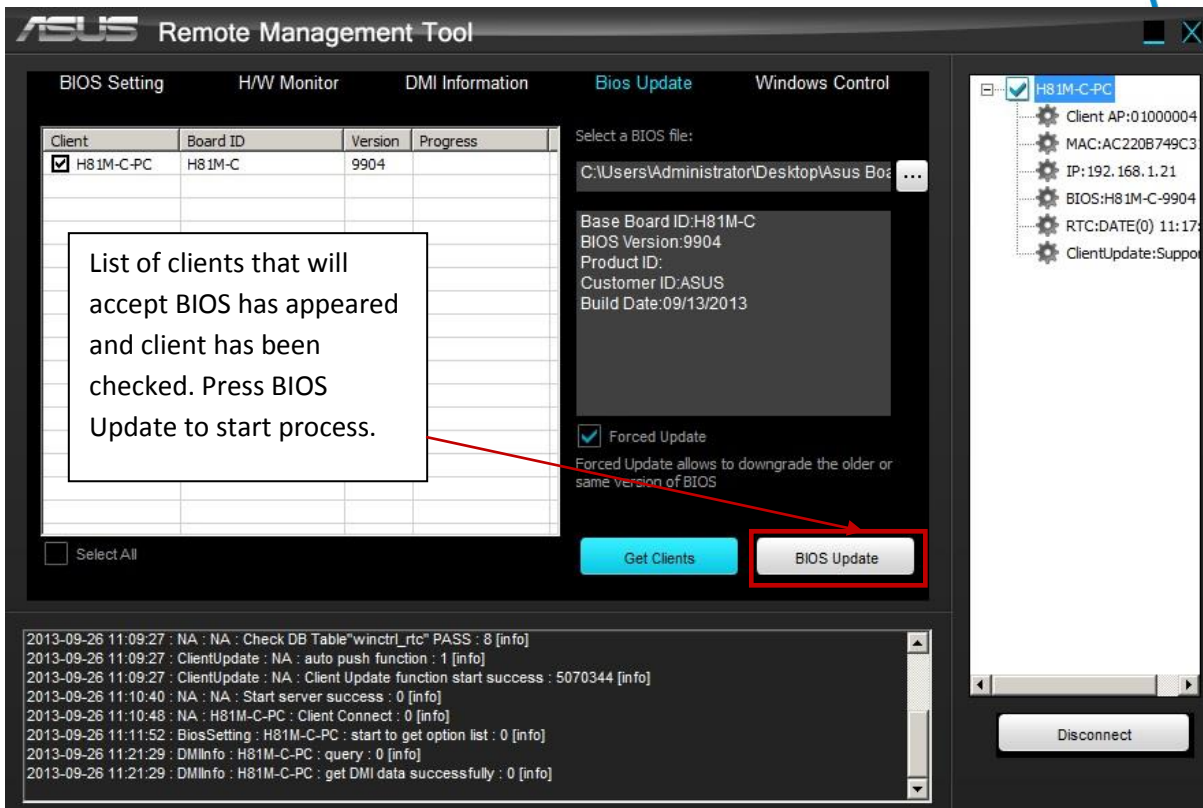 ASUS Remote Management Tool
BIOS Setting H/W Monitor DMI Information Bios Update Windows Control
Client Board ID Version Progress
H81M-C-PC H81M-C 9904
List of clients that will
accept BIOS has appeared
and client has been
checked. Press BIOS
Update to start process.
Select All
Select a BIOS file:
C:\Users\Administrator\Desktop\Asus Boa ...
Base Board ID:H81M-C
BIOS Version:9904
Product ID:
Customer ID:ASUS
Build Date:09/13/2013
Forced Update
Forced Update allows to downgrade the older or
same version of BIOS
Get Clients BIOS Update
H81M-C-PC
Client AP:01000004
MAC:AC220B749C3
IP:192.168.1.21
BIOS:H81M-C-9904
RTC:DATE(0) 11:17:
ClientUpdate:Suppor
Disconnect
2013-09-26 11:09:27 : NA : NA : Check DB Table"winctrl_rtc" PASS : 8 [info]
2013-09-26 11:09:27 : ClientUpdate : NA : auto push function : 1 [info]
2013-09-26 11:09:27 : ClientUpdate : NA : Client Update function start success : 5070344 [info]
2013-09-26 11:10:40 : NA : NA : Start server success : 0 [info]
2013-09-26 11:10:48 : NA : H81M-C-PC : Client Connect : 0 [info]
2013-09-26 11:11:52 : BiosSetting : H81M-C-PC : start to get option list : 0 [info]
2013-09-26 11:21:29 : DMIInfo : H81M-C-PC : query : 0 [info]
2013-09-26 11:21:29 : DMIInfo : H81M-C-PC : get DMI data successfully : 0 [info]